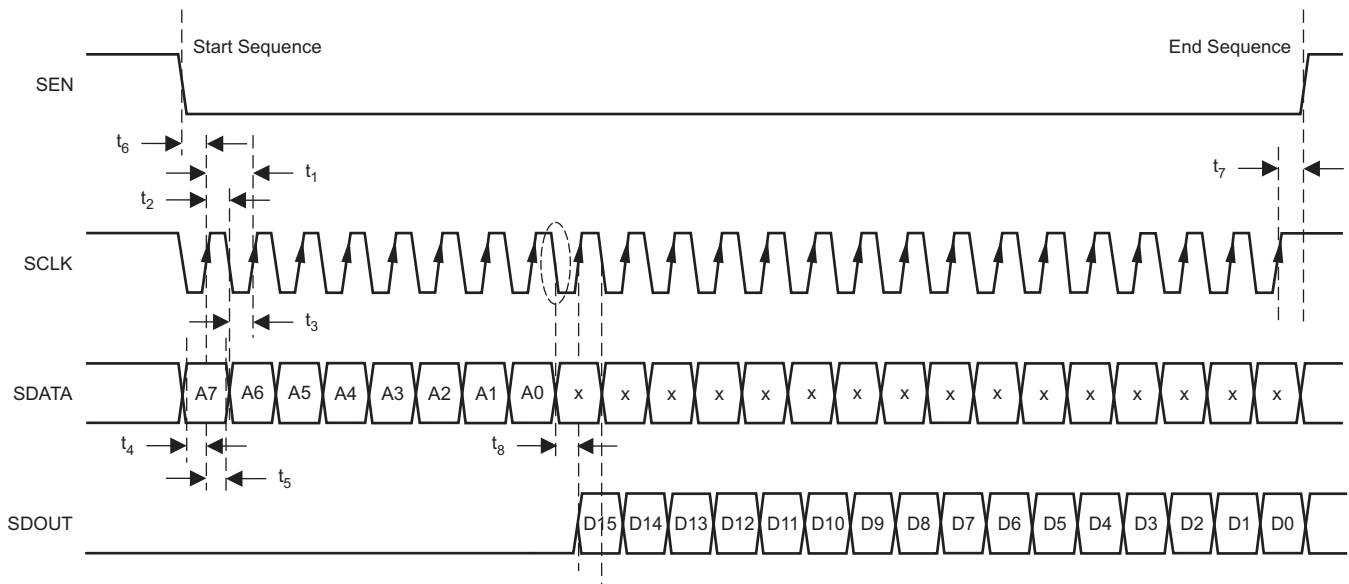 Start Sequence End Sequence
SEN
t6
t1
t7
t2
SCLK
t3
SDATA A7 A6 A5 A4 A3 A2 A1 A0 x x x x x x x x x x x x x x x x
t4
t8
t5
SDOUT D15 D14 D13 D12 D11 D10 D9 D8 D7 D6 D5 D4 D3 D2 D1 D0